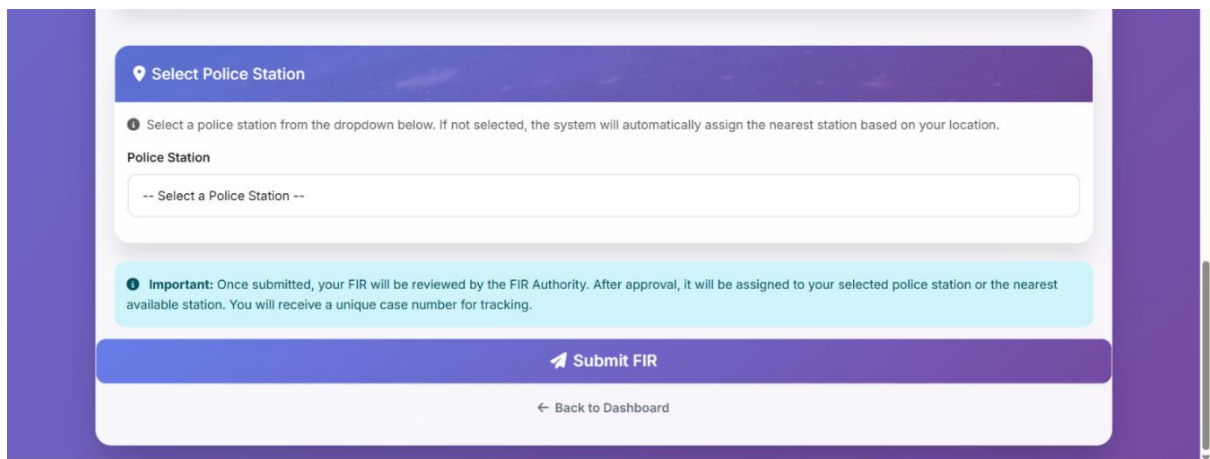 Select Police Station
Select a police station from the dropdown below. If not selected, the system will automatically assign the nearest station based on your location.
Police Station
-- Select a Police Station --
Important: Once submitted, your FIR will be reviewed by the FIR Authority. After approval, it will be assigned to your selected police station or the nearest
available station. You will receive a unique case number for tracking.
Submit FIR
← Back to Dashboard